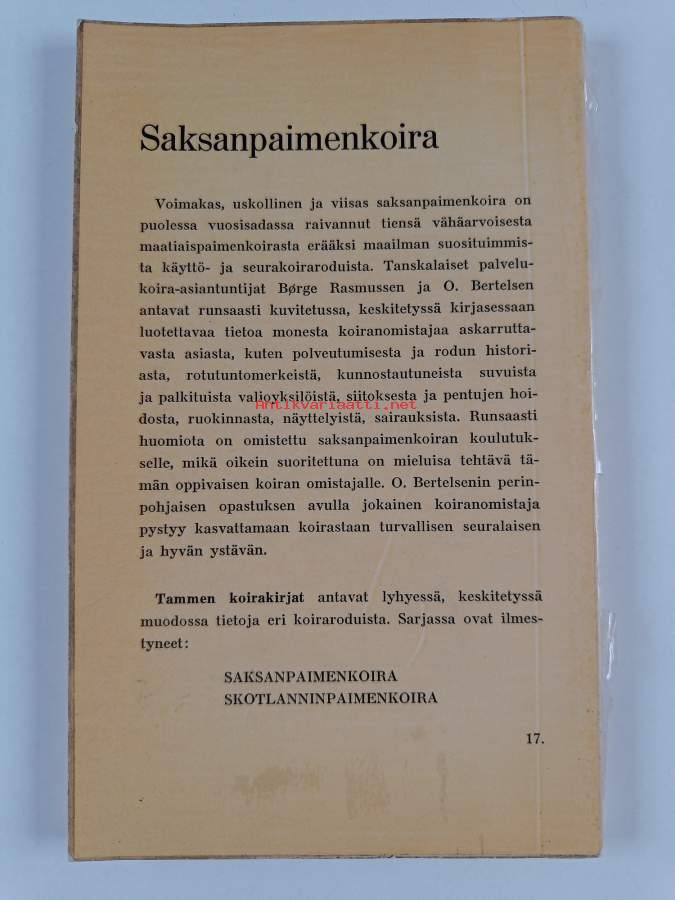 Saksanpaimenkoira
Voimakas, uskollinen ja viisas saksanpaimenkoira on
puolessa vuosisadassa raivannut tiensä vähäarvoisesta
maatiaispaimenkoirasta erääksi maailman suosituimmis-
ta käyttö- ja seurakoiraroduista. Tanskalaiset palvelu-
koira-asiantuntijat Børge Rasmussen ja O. Bertelsen
antavat runsaasti kuvitetussa, keskitetyssä kirjasessaan
luotettavaa tietoa monesta koiranomistajaa askarrutta-
vasta asiasta, kuten polveutumisesta ja rodun histori-
asta, rotutuntomerkeistä, kunnostautuneista suvuista
ja palkituista valioyksilöistä, siitoksesta ja pentujen hoi-
Antikvariaatti.net
dosta, ruokinnasta, näyttelyistä, sairauksista. Runsaasti
huomiota on omistettu saksanpaimenkoiran koulutuk-
selle, mikä oikein suoritettuna on mieluisa tehtävä tä-
män oppivaisen koiran omistajalle. O. Bertelsenin perin-
pohjaisen opastuksen avulla jokainen koiranomistaja
pystyy kasvattamaan koirastaan turvallisen seuralaisen
ja hyvän ystävän.
Tammen koirakirjat antavat lyhyessä, keskitetyssä
muodossa tietoja eri koiraroduista. Sarjassa ovat ilmes-
tyneet:
SAKSANPAIMENKOIRA
SKOTLANNINPAIMENKOIRA
17.